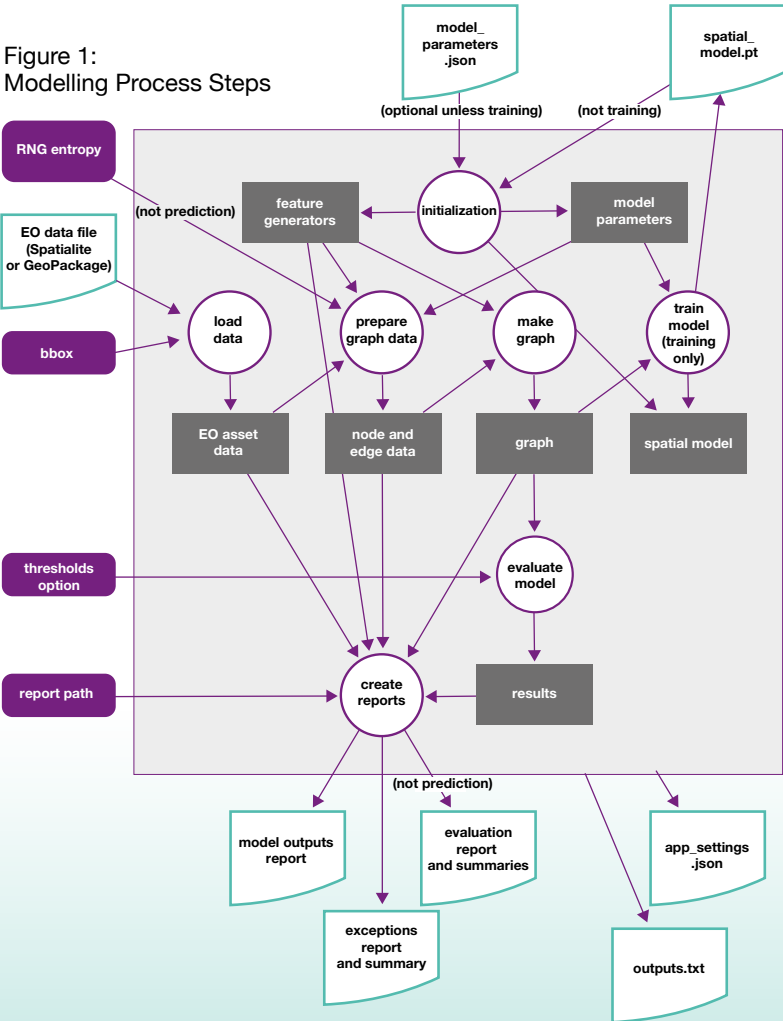 Figure 1:
Modelling Process Steps
model_
parameters
.json
spatial_
model.pt
(optional unless training)
(not training)
RNG entropy
feature
generators
initialization
model
parameters
(not prediction)
EO data file
(Spatialite
or GeoPackage)
load
data
prepare
graph data
make
graph
train
model
(training
only)
bbox
EO asset
data
node and
edge data
graph
spatial model
thresholds
option
evaluate
model
report path
create
reports
results
(not prediction)
model outputs
report
evaluation
report
and summaries
app_settings
.json
exceptions
report
and summary
outputs.txt